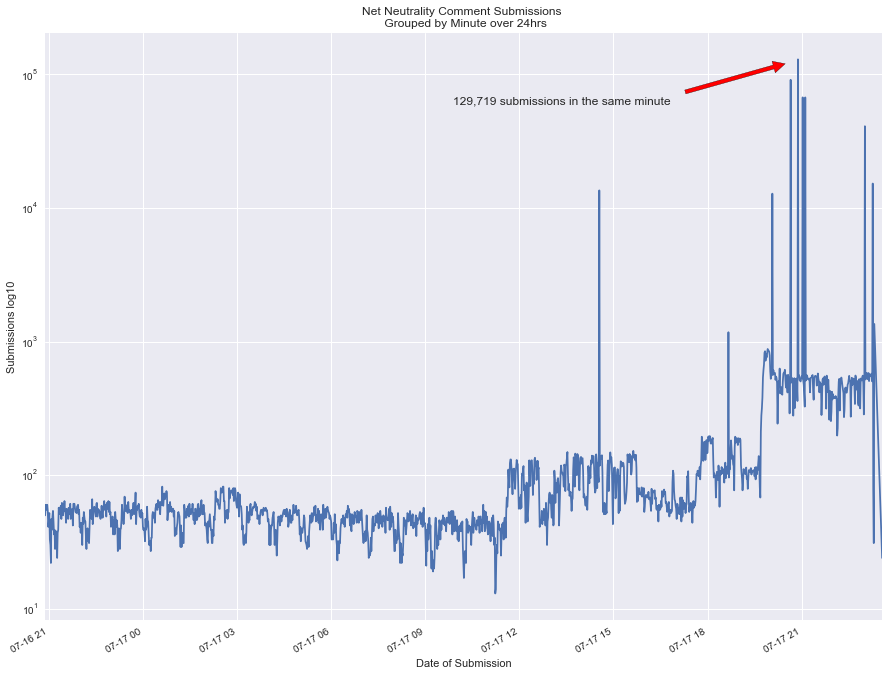 Net Neutrality Comment Submissions
Grouped by Minute over 24hrs
10^5
129,719 submissions in the same minute
10^4
Submissions log10
10^3
10^2
10^1
07-16 21
07-17 00
07-17 03
07-17 06
07-17 09
07-17 12
07-17 15
07-17 18
07-17 21
Date of Submission